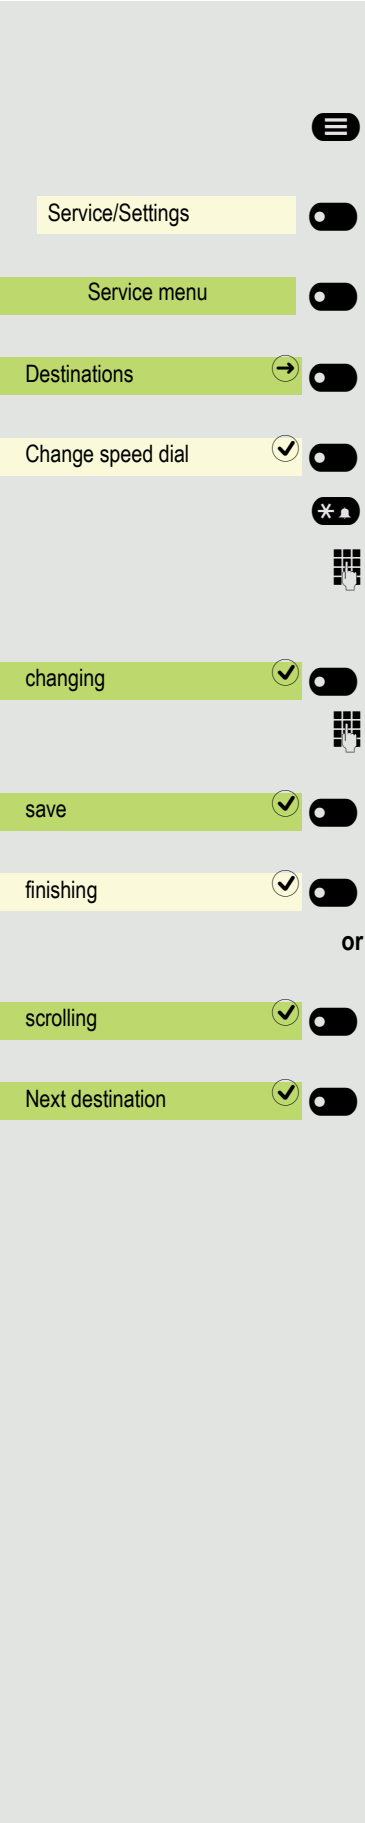 Service/Settings
Service menu
Destinations
Change speed dial
changing
save
finishing
or
scrolling
Next destination